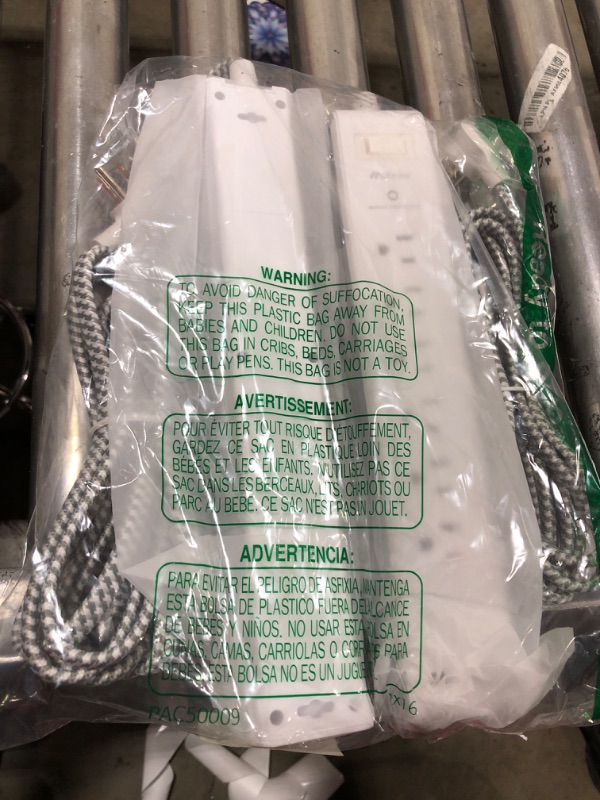 WARNING:
TO AVOID DANGER OF SUFFOCATION,
KEEP THIS PLASTIC BAG AWAY FROM
BABIES AND CHILDREN. DO NOT USE
THIS BAG IN CRIBS, BEDS, CARRIAGES
OR PLAY PENS. THIS BAG IS NOT A TOY.
AVERTISSEMENT:
POUR ÉVITER TOUT RISQUE D'ÉTUFFEMENT,
GARDEZ CE SAC EN PLASTIQUE LOIN DES
BÉBÉS ET LES ENFANTS. N'UTILISEZ PAS CE
SAC DANS LES BERCEAUX, LITS, CHARIOTS OU
PARC AU BEBÉ. CE SAC N'EST PAS UN JOUET.
ADVERTENCIA:
PARA EVITAR EL PELIGRO DE ASFIXIA, MANTENGA
ESTA BOLSA DE PLASTICO FUERA DEL ALCANCE
DE BEBES Y NIÑOS. NO USAR ESTA BOLSA EN
CUNAS, CAMAS, CARRIOLAS O PARA
BEBES. ESTA BOLSA NO ES UN
PAC50009
X16